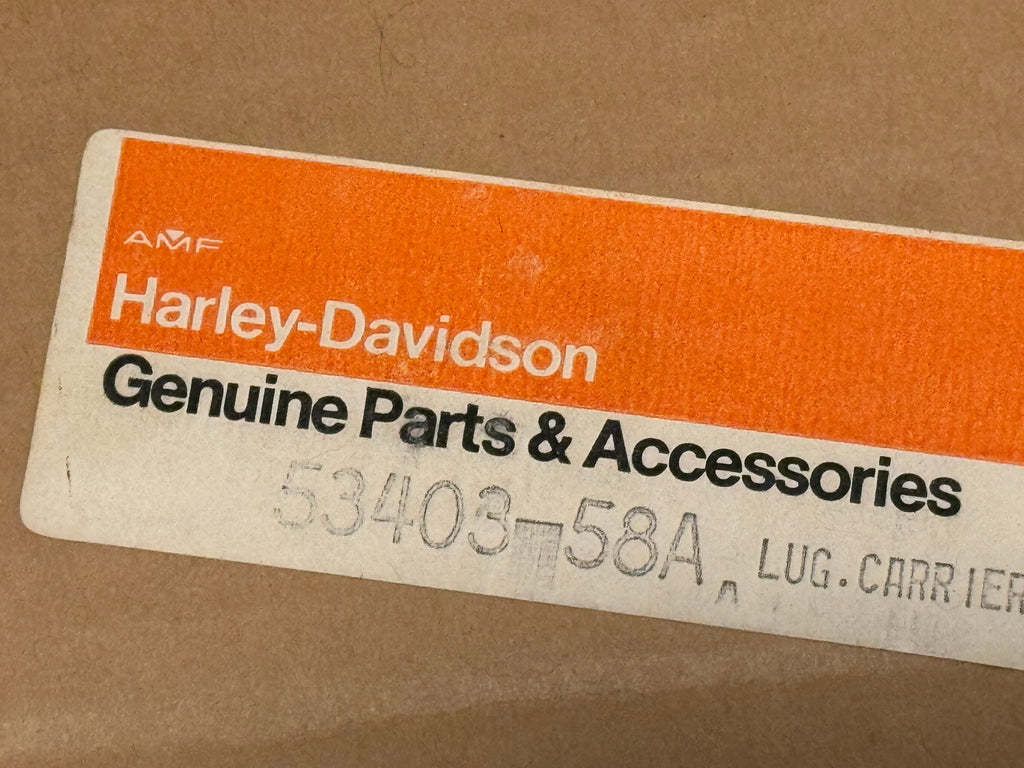 AMF
Harley-Davidson
Genuine Parts & Accessories
53403-58A LUG.CARRIER